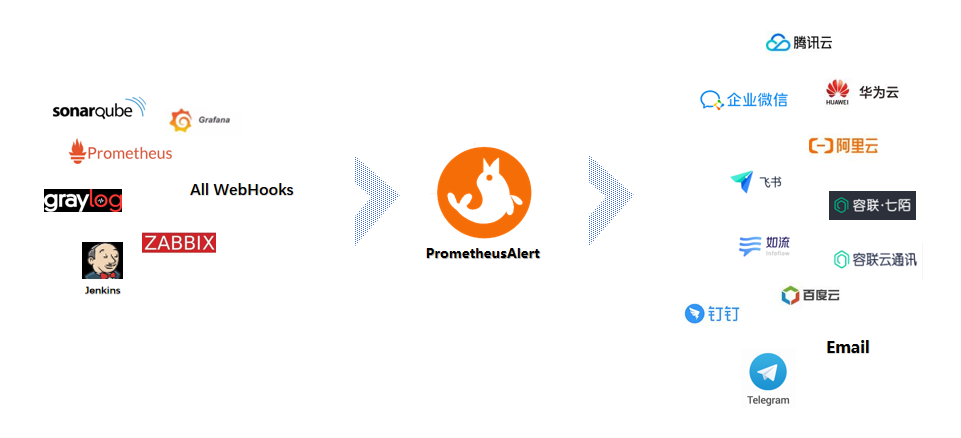 sonarqube
Grafana
Prometheus
graylog
All WebHooks
ZABBIX
Jenkins
PrometheusAlert
腾讯云
企业微信
HUAWEI
华为云
阿里云
飞书
容联·七陌
如流
infoflow
容联云通讯
百度云
钉钉
Email
Telegram